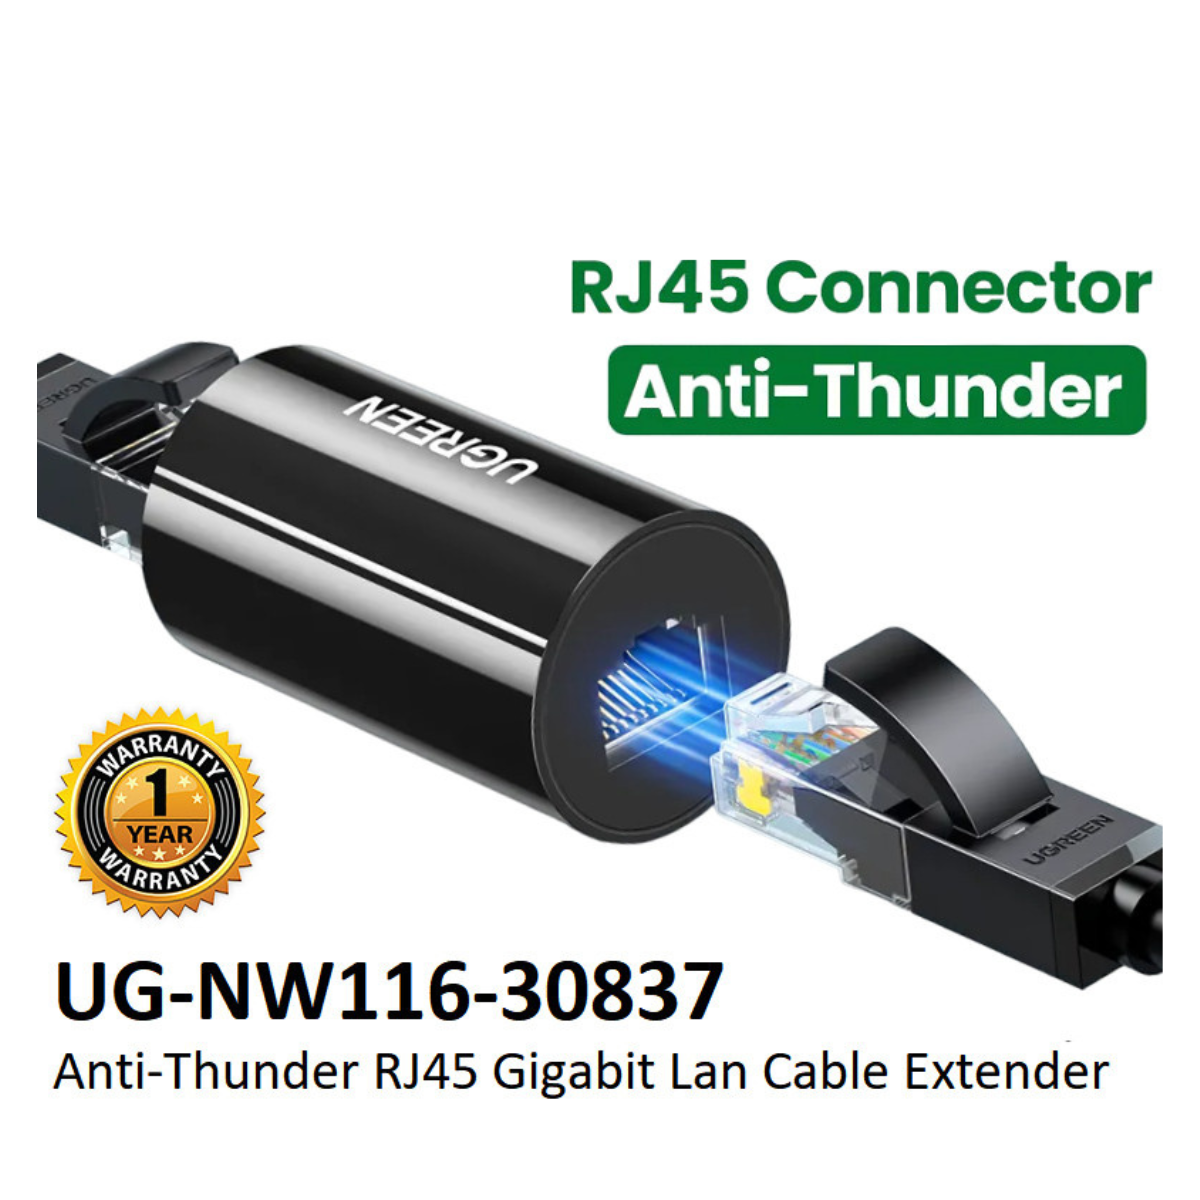 RJ45 Connector
Anti-Thunder
UGREEN
UGREEN
UGREEN
WARRANTY
1
YEAR
WARRANTY
UG-NW116-30837
Anti-Thunder RJ45 Gigabit Lan Cable Extender